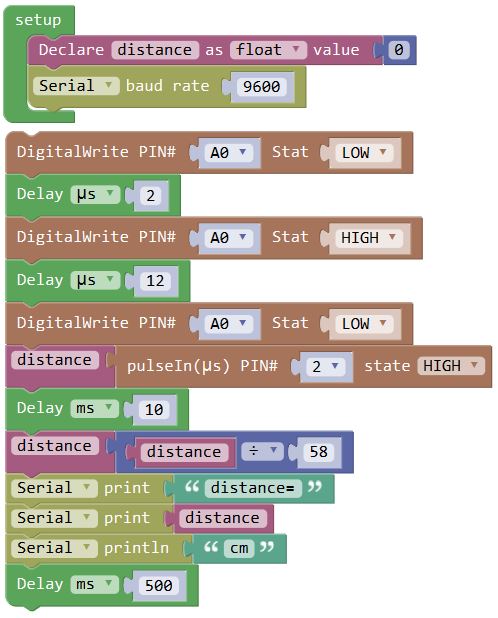 setup
Declare distance as float value 0
Serial baud rate 9600
DigitalWrite PIN# A0 Stat LOW
Delay μs 2
DigitalWrite PIN# A0 Stat HIGH
Delay μs 12
DigitalWrite PIN# A0 Stat LOW
distance pulseIn(μs) PIN# 2 state HIGH
Delay ms 10
distance distance ÷ 58
Serial print “ distance= ”
Serial print distance
Serial println “ cm ”
Delay ms 500